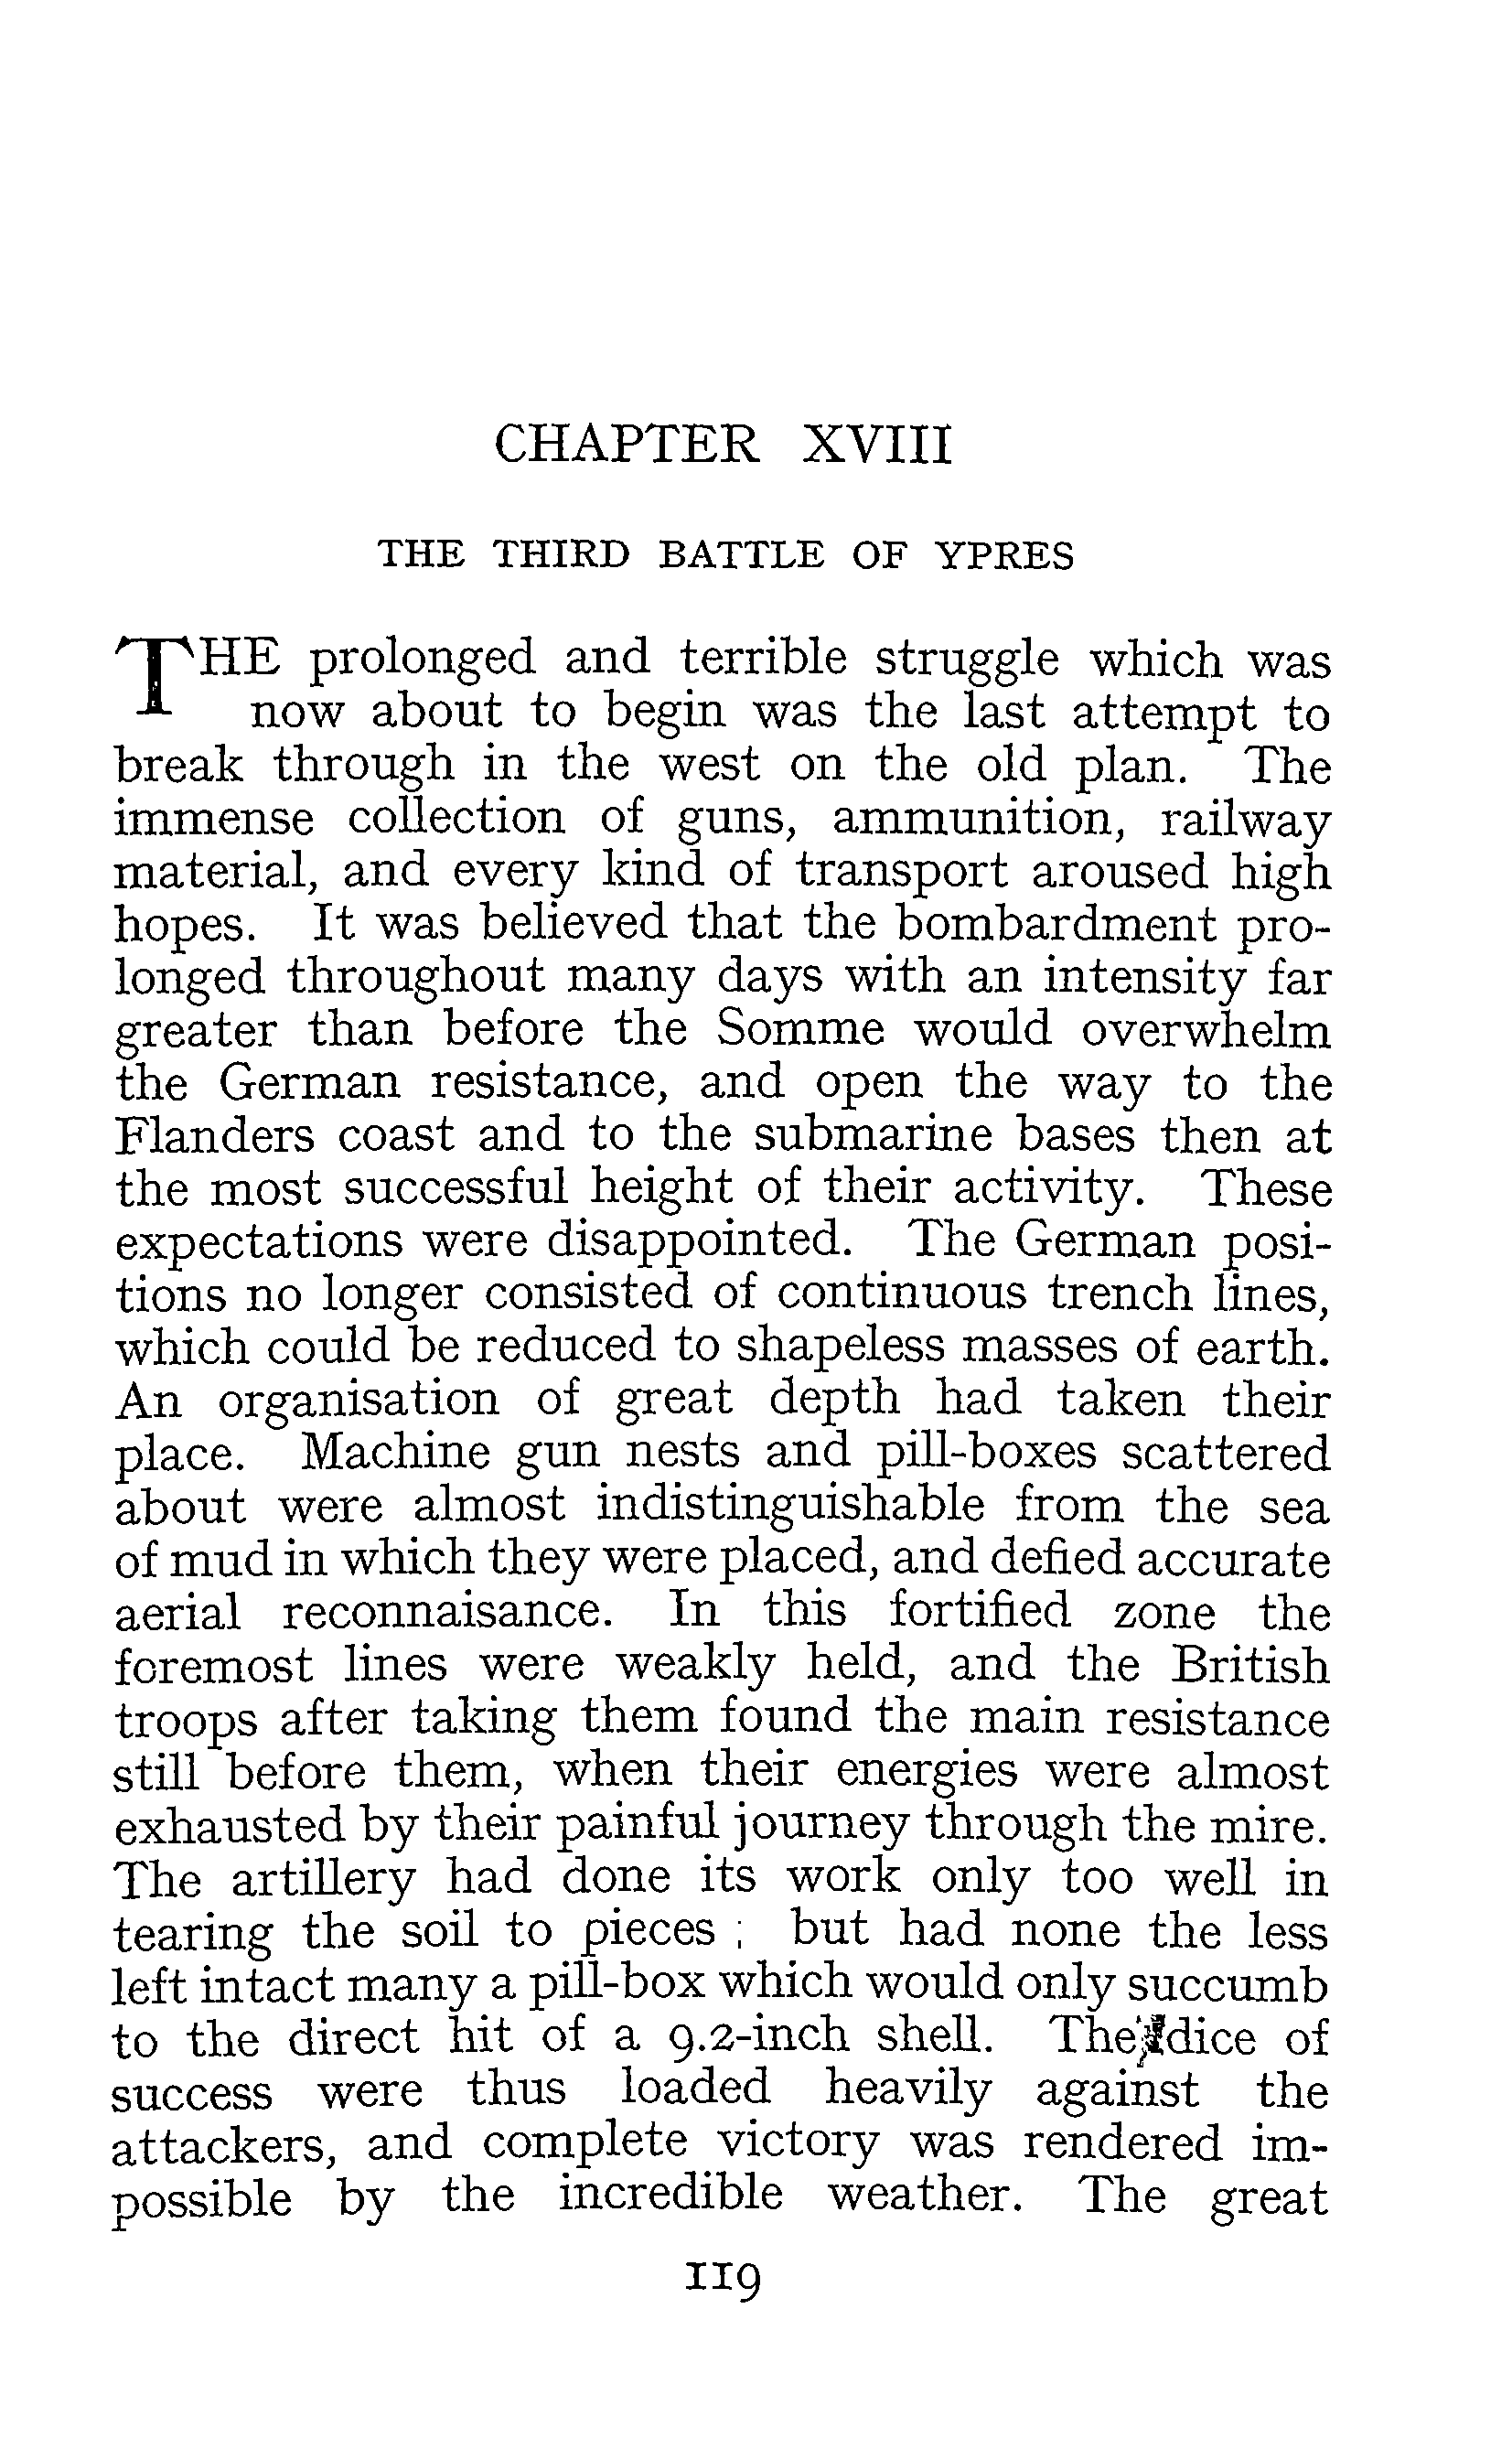 CHAPTER XVIII
THE THIRD BATTLE OF YPRES
THE prolonged and terrible struggle which was
now about to begin was the last attempt to
break through in the west on the old plan. The
immense collection of guns, ammunition, railway
material, and every kind of transport aroused high
hopes. It was believed that the bombardment pro-
longed throughout many days with an intensity far
greater than before the Somme would overwhelm
the German resistance, and open the way to the
Flanders coast and to the submarine bases then at
the most successful height of their activity. These
expectations were disappointed. The German posi-
tions no longer consisted of continuous trench lines,
which could be reduced to shapeless masses of earth.
An organisation of great depth had taken their
place. Machine gun nests and pill-boxes scattered
about were almost indistinguishable from the sea
of mud in which they were placed, and defied accurate
aerial reconnaisance. In this fortified zone the
foremost lines were weakly held, and the British
troops after taking them found the main resistance
still before them, when their energies were almost
exhausted by their painful journey through the mire.
The artillery had done its work only too well in
tearing the soil to pieces ; but had none the less
left intact many a pill-box which would only succumb
to the direct hit of a 9.2-inch shell. The dice of
success were thus loaded heavily against the
attackers, and complete victory was rendered im-
possible by the incredible weather. The great
119